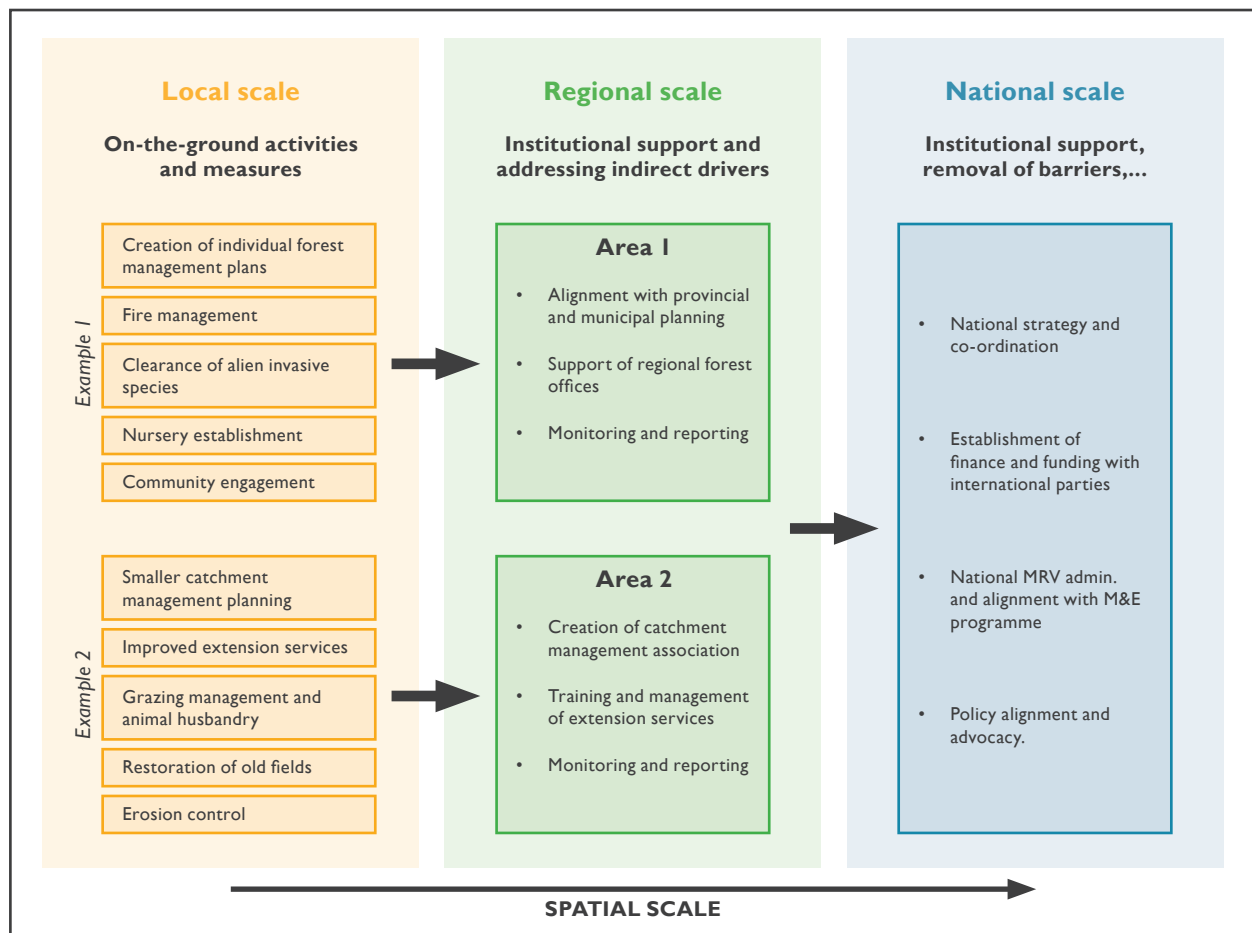 Local scale
On-the-ground activities
and measures
Example 1
Creation of individual forest
management plans
Fire management
Clearance of alien invasive
species
Nursery establishment
Community engagement
Example 2
Smaller catchment
management planning
Improved extension services
Grazing management and
animal husbandry
Restoration of old fields
Erosion control
Regional scale
Institutional support and
addressing indirect drivers
Area 1
• Alignment with provincial
and municipal planning
• Support of regional forest
offices
• Monitoring and reporting
Area 2
• Creation of catchment
management association
• Training and management
of extension services
• Monitoring and reporting
National scale
Institutional support,
removal of barriers,...
• National strategy and
co-ordination
• Establishment of
finance and funding with
international parties
• National MRV admin.
and alignment with M&E
programme
• Policy alignment and
advocacy.
SPATIAL SCALE